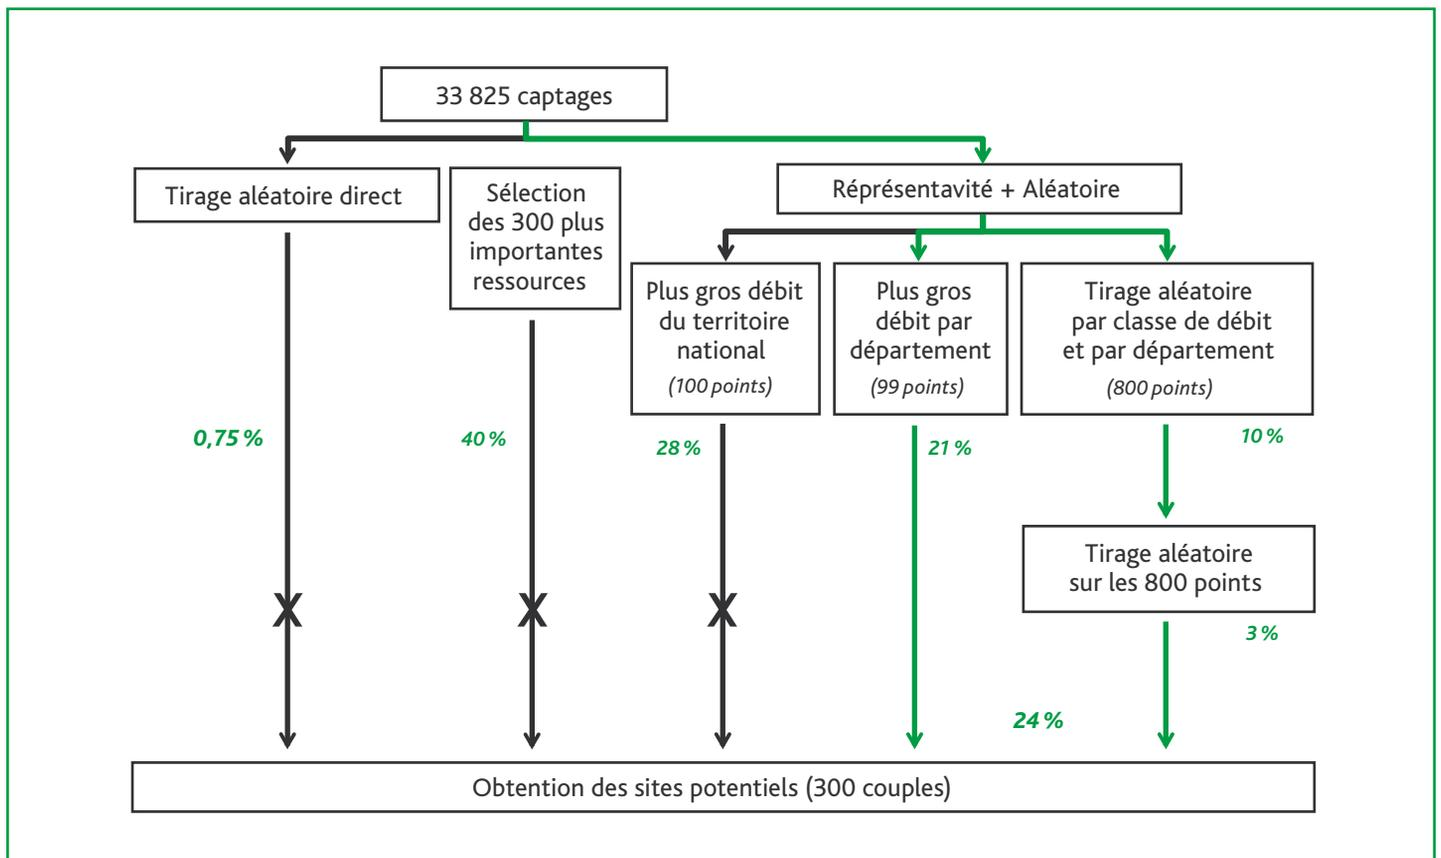 33 825 captages
Tirage aléatoire direct
Sélection
des 300 plus
importantes
ressources
Réprésentavité + Aléatoire
Plus gros débit
du territoire
national
(100 points)
Plus gros
débit par
département
(99 points)
Tirage aléatoire
par classe de débit
et par département
(800 points)
0,75 %
40 %
28 %
21 %
10 %
Tirage aléatoire
sur les 800 points
3 %
X
X
X
24 %
Obtention des sites potentiels (300 couples)